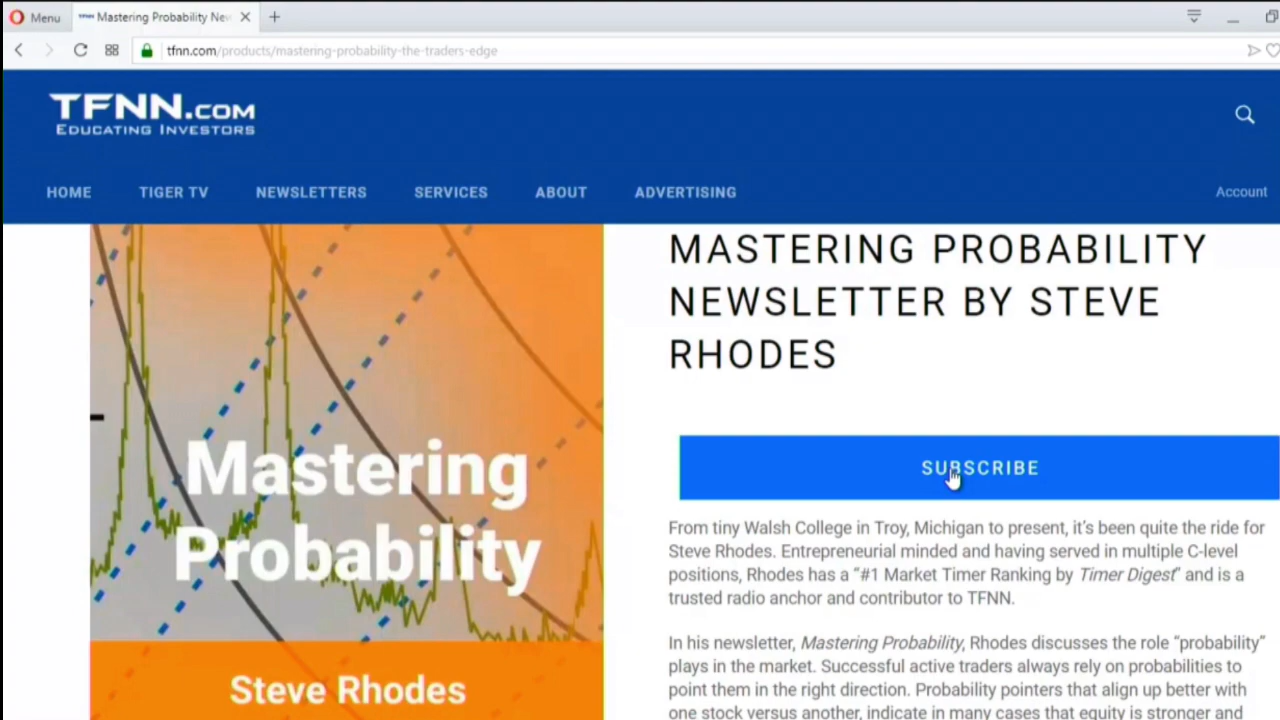 Menu
Mastering Probability New
tfnn.com/products/mastering-probability-the-traders-edge
TFNN.COM
EDUCATING INVESTORS
HOME TIGER TV NEWSLETTERS SERVICES ABOUT ADVERTISING Account
MASTERING PROBABILITY
NEWSLETTER BY STEVE
RHODES
SUBSCRIBE
Mastering
Probability
Steve Rhodes
From tiny Walsh College in Troy, Michigan to present, it's been quite the ride for
Steve Rhodes. Entrepreneurial minded and having served in multiple C-level
positions, Rhodes has a “#1 Market Timer Ranking by Timer Digest” and is a
trusted radio anchor and contributor to TFNN.
In his newsletter, Mastering Probability, Rhodes discusses the role “probability”
plays in the market. Successful active traders always rely on probabilities to
point them in the right direction. Probability pointers that align up better with
one stock versus another, indicate in many cases that equity is stronger and